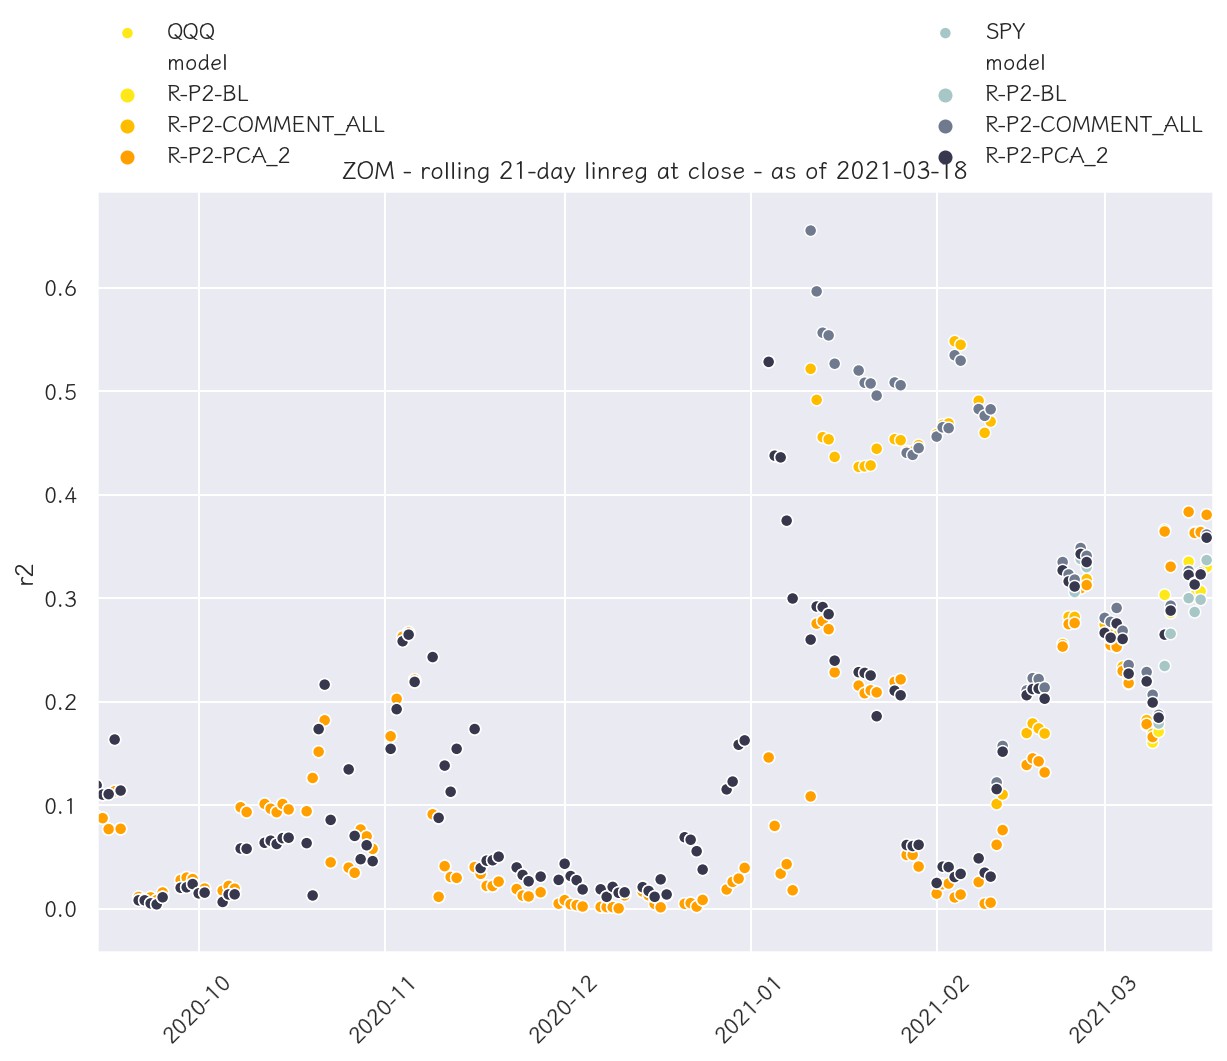 QQQ
model
R-P2-BL
R-P2-COMMENT_ALL
R-P2-PCA_2
SPY
model
R-P2-BL
R-P2-COMMENT_ALL
R-P2-PCA_2
ZOM - rolling 21-day linreg at close - as of 2021-03-18
r2
0.6
0.5
0.4
0.3
0.2
0.1
0.0
2020-10
2020-11
2020-12
2021-01
2021-02
2021-03